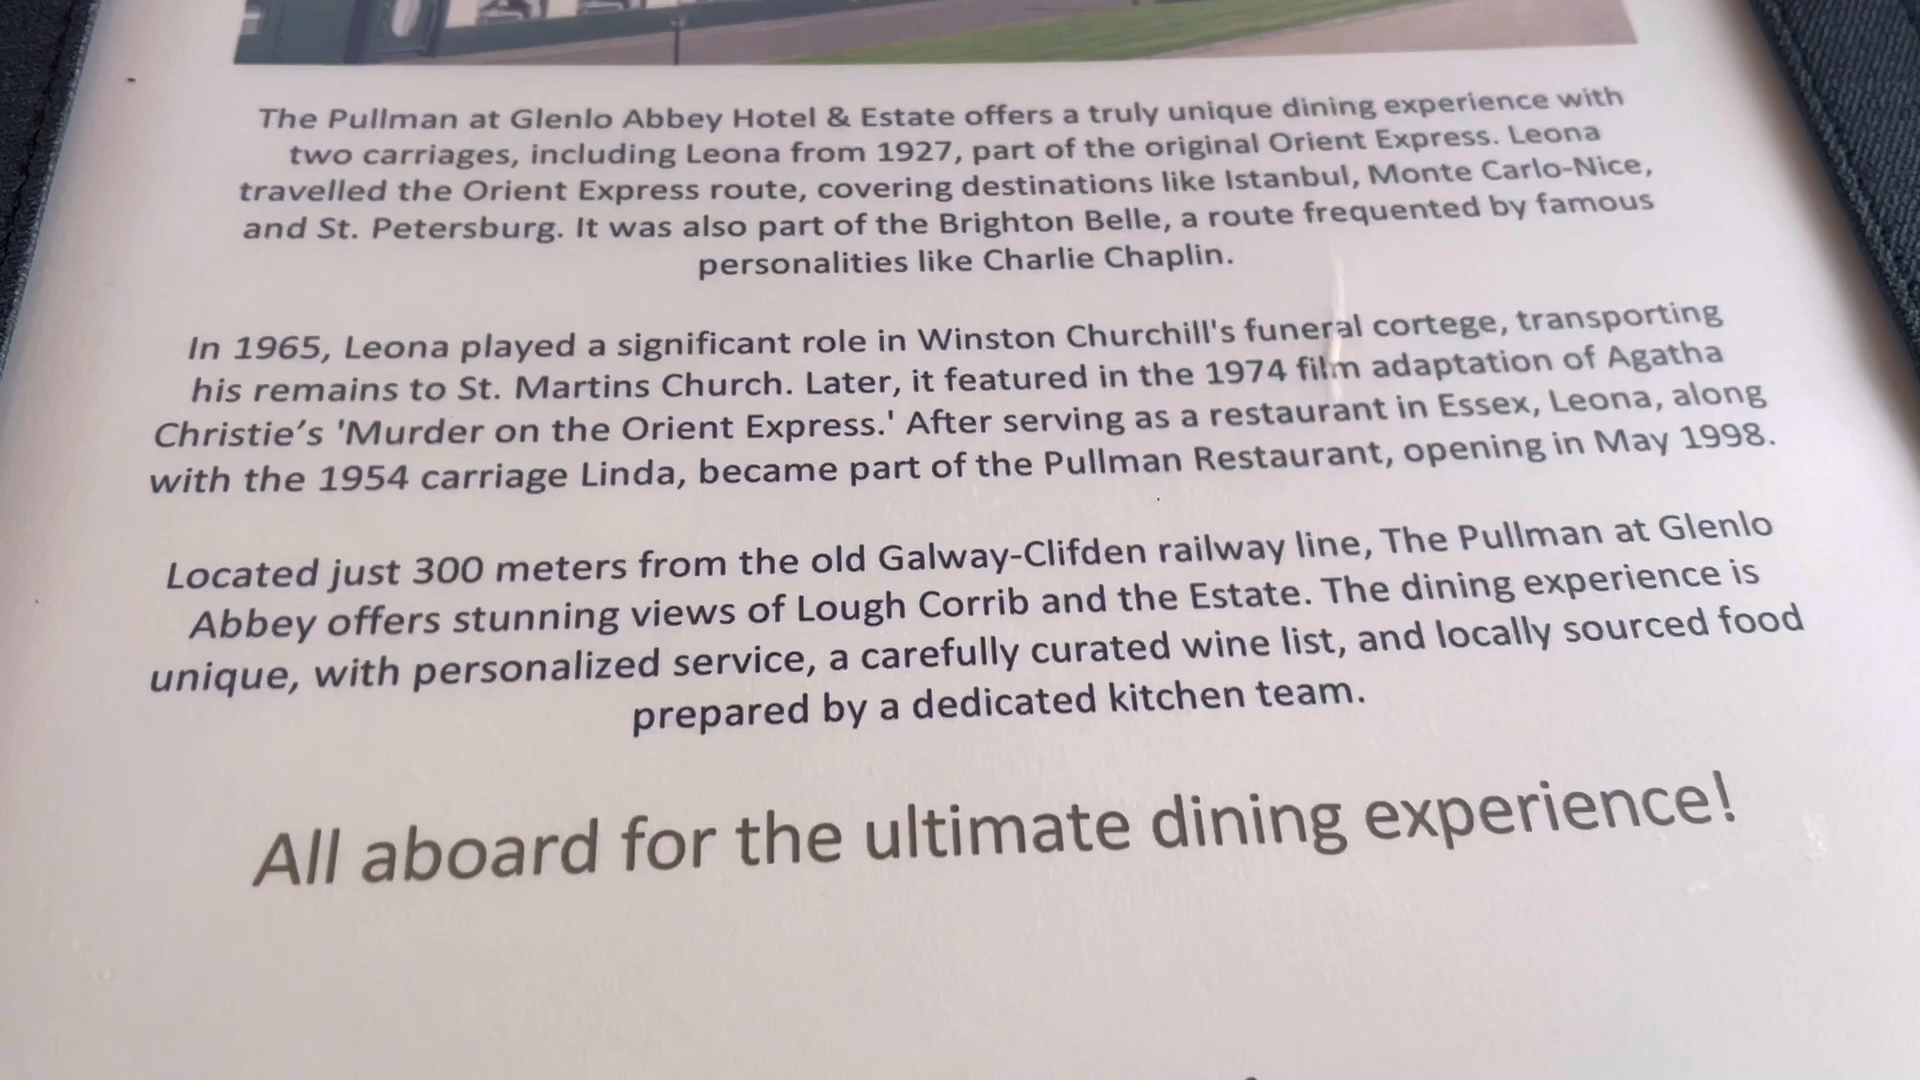 The Pullman at Glenlo Abbey Hotel & Estate offers a truly unique dining experience with
two carriages, including Leona from 1927, part of the original Orient Express. Leona
travelled the Orient Express route, covering destinations like Istanbul, Monte Carlo-Nice,
and St. Petersburg. It was also part of the Brighton Belle, a route frequented by famous
personalities like Charlie Chaplin.
In 1965, Leona played a significant role in Winston Churchill's funeral cortege, transporting
his remains to St. Martins Church. Later, it featured in the 1974 film adaptation of Agatha
Christie’s 'Murder on the Orient Express.' After serving as a restaurant in Essex, Leona, along
with the 1954 carriage Linda, became part of the Pullman Restaurant, opening in May 1998.
Located just 300 meters from the old Galway-Clifden railway line, The Pullman at Glenlo
Abbey offers stunning views of Lough Corrib and the Estate. The dining experience is
unique, with personalized service, a carefully curated wine list, and locally sourced food
prepared by a dedicated kitchen team.
All aboard for the ultimate dining experience!